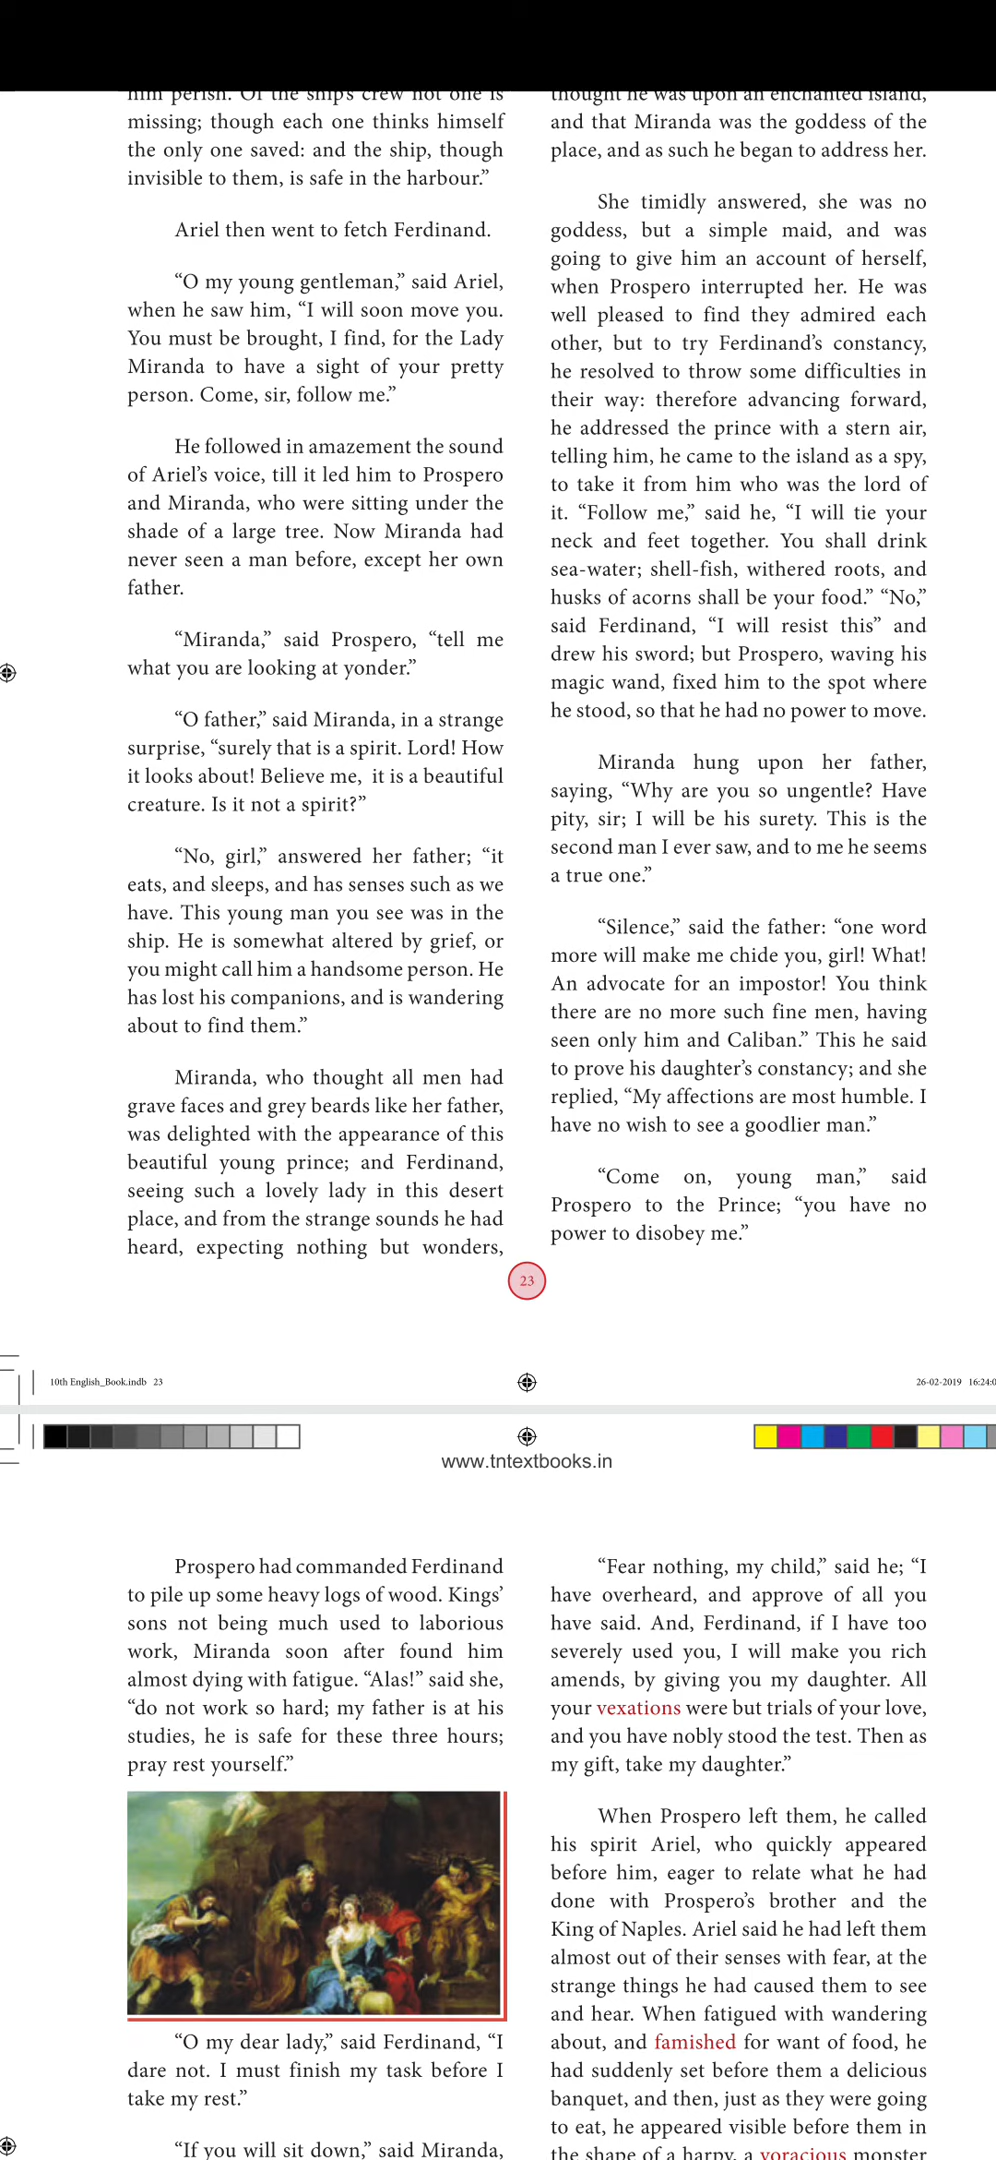 him perish. Of the ship's crew not one is
missing; though each one thinks himself
the only one saved: and the ship, though
invisible to them, is safe in the harbour.”
Ariel then went to fetch Ferdinand.
“O my young gentleman,” said Ariel,
when he saw him, “I will soon move you.
You must be brought, I find, for the Lady
Miranda to have a sight of your pretty
person. Come, sir, follow me.”
He followed in amazement the sound
of Ariel’s voice, till it led him to Prospero
and Miranda, who were sitting under the
shade of a large tree. Now Miranda had
never seen a man before, except her own
father.
“Miranda,” said Prospero, “tell me
what you are looking at yonder.”
“O father,” said Miranda, in a strange
surprise, “surely that is a spirit. Lord! How
it looks about! Believe me, it is a beautiful
creature. Is it not a spirit?”
“No, girl,” answered her father; “it
eats, and sleeps, and has senses such as we
have. This young man you see was in the
ship. He is somewhat altered by grief, or
you might call him a handsome person. He
has lost his companions, and is wandering
about to find them.”
Miranda, who thought all men had
grave faces and grey beards like her father,
was delighted with the appearance of this
beautiful young prince; and Ferdinand,
seeing such a lovely lady in this desert
place, and from the strange sounds he had
heard, expecting nothing but wonders,
thought he was upon an enchanted island,
and that Miranda was the goddess of the
place, and as such he began to address her.
She timidly answered, she was no
goddess, but a simple maid, and was
going to give him an account of herself,
when Prospero interrupted her. He was
well pleased to find they admired each
other, but to try Ferdinand’s constancy,
he resolved to throw some difficulties in
their way: therefore advancing forward,
he addressed the prince with a stern air,
telling him, he came to the island as a spy,
to take it from him who was the lord of
it. “Follow me,” said he, “I will tie your
neck and feet together. You shall drink
sea-water; shell-fish, withered roots, and
husks of acorns shall be your food.” “No,”
said Ferdinand, “I will resist this” and
drew his sword; but Prospero, waving his
magic wand, fixed him to the spot where
he stood, so that he had no power to move.
Miranda hung upon her father,
saying, “Why are you so ungentle? Have
pity, sir; I will be his surety. This is the
second man I ever saw, and to me he seems
a true one.”
“Silence,” said the father: “one word
more will make me chide you, girl! What!
An advocate for an impostor! You think
there are no more such fine men, having
seen only him and Caliban.” This he said
to prove his daughter’s constancy; and she
replied, “My affections are most humble. I
have no wish to see a goodlier man.”
“Come on, young man,” said
Prospero to the Prince; “you have no
power to disobey me.”
23
10th English_Book.indb 23
26-02-2019 16:24:0
www.tntextbooks.in
Prospero had commanded Ferdinand
to pile up some heavy logs of wood. Kings’
sons not being much used to laborious
work, Miranda soon after found him
almost dying with fatigue. “Alas!” said she,
“do not work so hard; my father is at his
studies, he is safe for these three hours;
pray rest yourself.”
“O my dear lady,” said Ferdinand, “I
dare not. I must finish my task before I
take my rest.”
“If you will sit down,” said Miranda,
“Fear nothing, my child,” said he; “I
have overheard, and approve of all you
have said. And, Ferdinand, if I have too
severely used you, I will make you rich
amends, by giving you my daughter. All
your vexations were but trials of your love,
and you have nobly stood the test. Then as
my gift, take my daughter.”
When Prospero left them, he called
his spirit Ariel, who quickly appeared
before him, eager to relate what he had
done with Prospero’s brother and the
King of Naples. Ariel said he had left them
almost out of their senses with fear, at the
strange things he had caused them to see
and hear. When fatigued with wandering
about, and famished for want of food, he
had suddenly set before them a delicious
banquet, and then, just as they were going
to eat, he appeared visible before them in
the shape of a harpy, a voracious monster